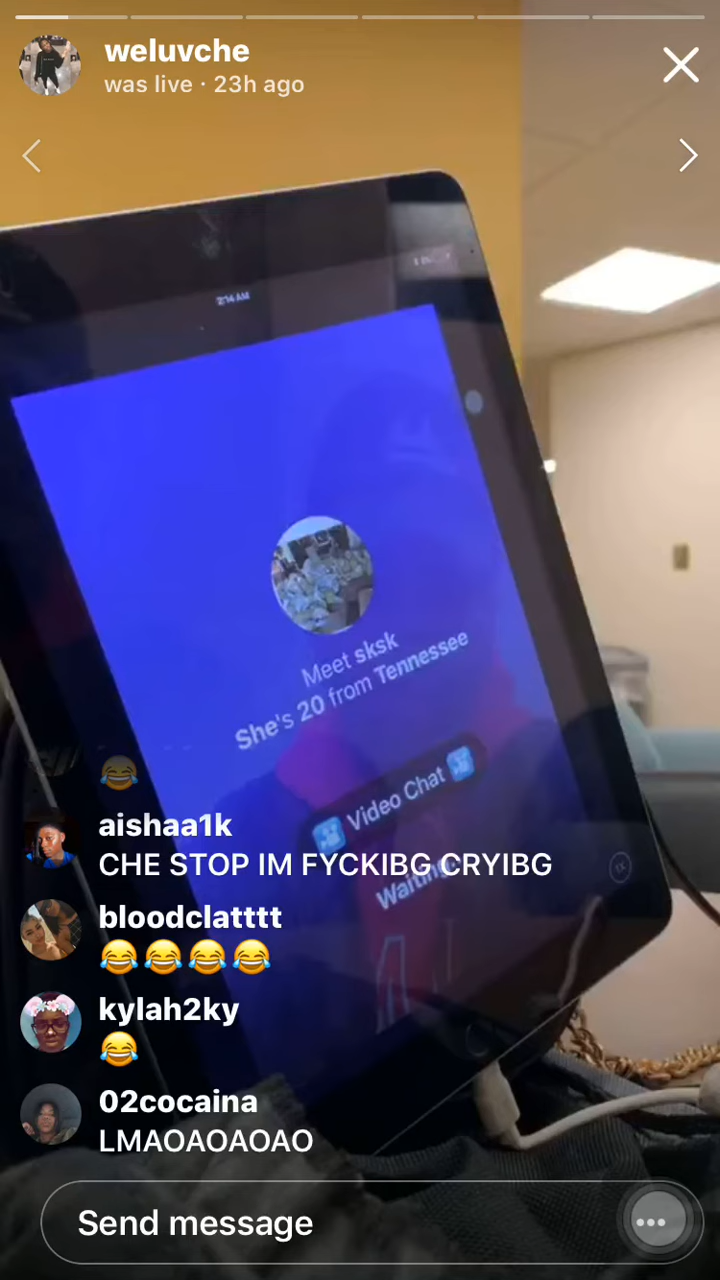 weluvche
was live · 23h ago
2:14 AM
Meet sksk
She's 20 from Tennessee
Video Chat
Waiting..
😂
aishaa1k
CHE STOP IM FYCKIBG CRYIBG
bloodclatttt
😂😂😂😂
kylah2ky
😂
02cocaina
LMAOAOAOAO
Send message